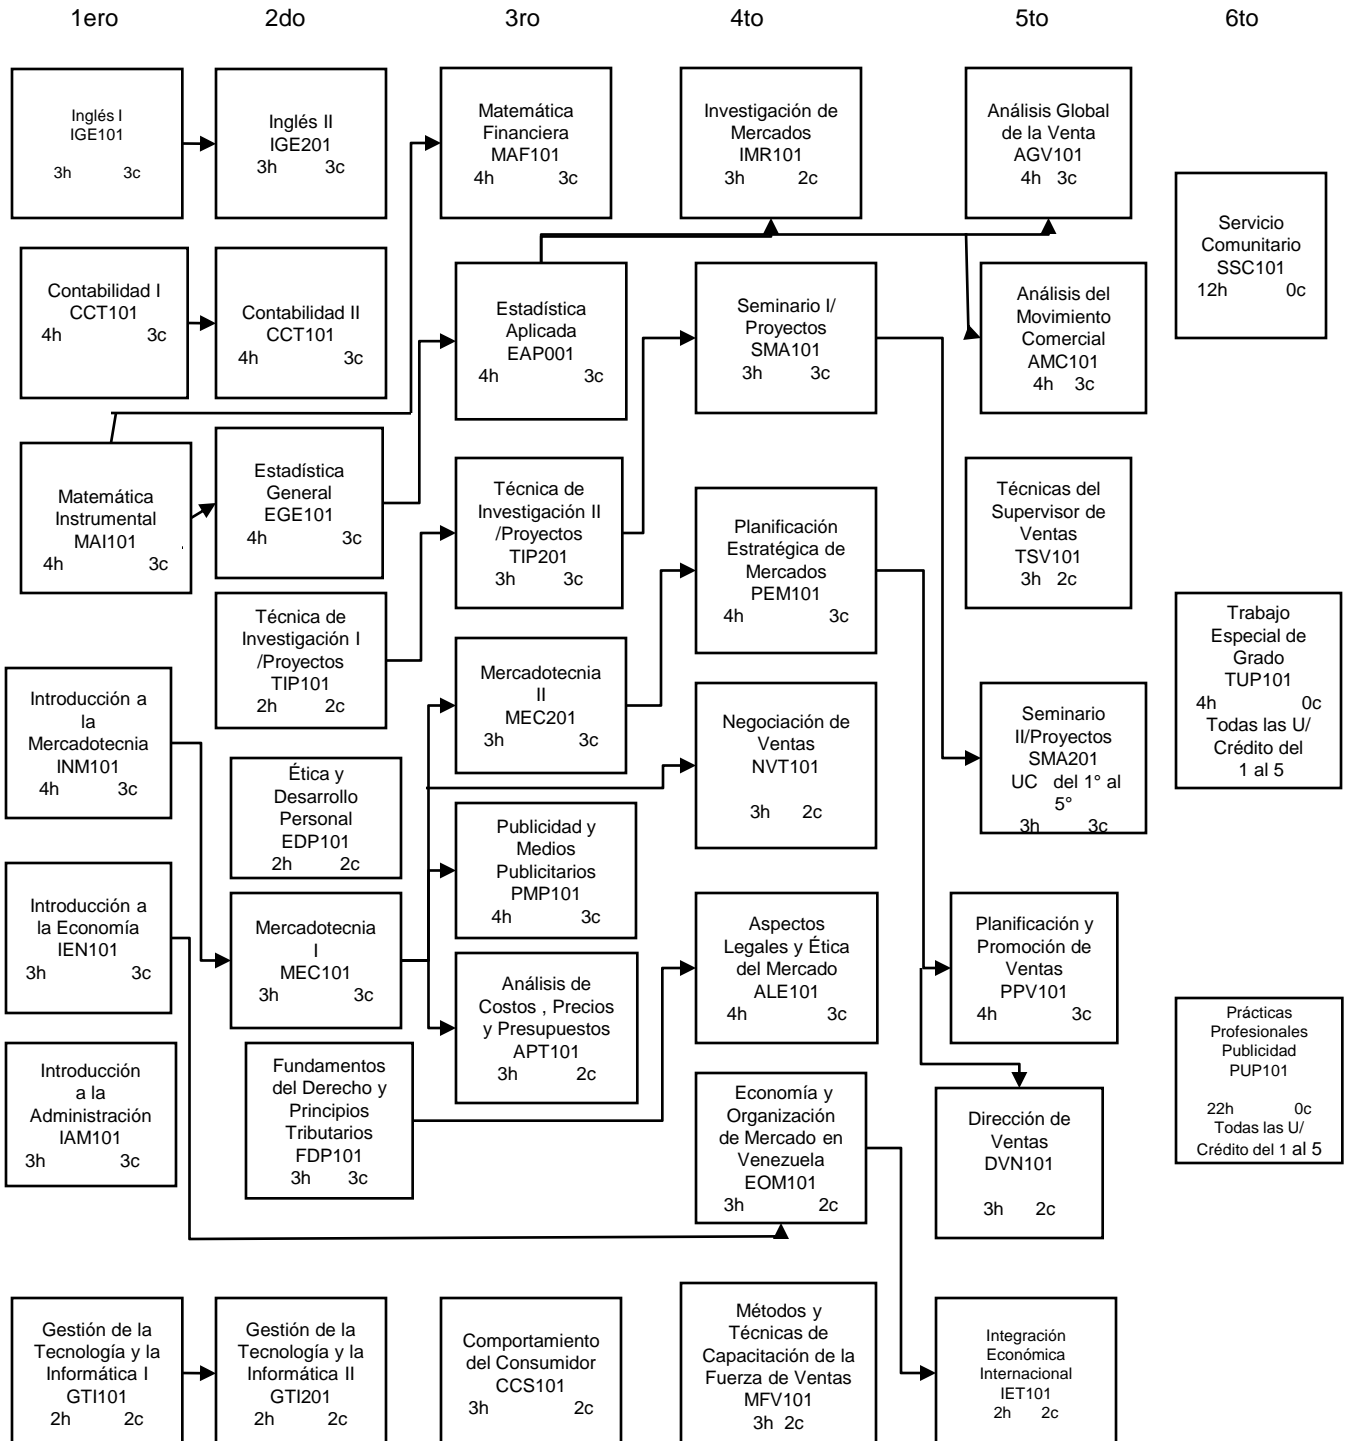 1ero 2do 3ro 4to 5to 6to
Inglés I
IGE101
3h 3c
Contabilidad I
CCT101
4h 3c
Matemática
Instrumental
MAI101
4h 3c
Introducción a
la
Mercadotecnia
INM101
4h 3c
Introducción a
la Economía
IEN101
3h 3c
Introducción
a la
Administración
IAM101
3h 3c
Gestión de la
Tecnología y la
Informática I
GTI101
2h 2c
Inglés II
IGE201
3h 3c
Contabilidad II
CCT101
4h 3c
Estadística
General
EGE101
4h 3c
Técnica de
Investigación I
/Proyectos
TIP101
2h 2c
Ética y
Desarrollo
Personal
EDP101
2h 2c
Mercadotecnia
I
MEC101
3h 3c
Fundamentos
del Derecho y
Principios
Tributarios
FDP101
3h 3c
Gestión de la
Tecnología y la
Informática II
GTI201
2h 2c
Matemática
Financiera
MAF101
4h 3c
Estadística
Aplicada
EAP001
4h 3c
Técnica de
Investigación II
/Proyectos
TIP201
3h 3c
Mercadotecnia
II
MEC201
3h 3c
Publicidad y
Medios
Publicitarios
PMP101
4h 3c
Análisis de
Costos , Precios
y Presupuestos
APT101
3h 2c
Comportamiento
del Consumidor
CCS101
3h 2c
Investigación de
Mercados
IMR101
3h 2c
Seminario I/
Proyectos
SMA101
3h 3c
Planificación
Estratégica de
Mercados
PEM101
4h 3c
Negociación de
Ventas
NVT101
3h 2c
Aspectos
Legales y Ética
del Mercado
ALE101
4h 3c
Economía y
Organización
de Mercado en
Venezuela
EOM101
3h 2c
Métodos y
Técnicas de
Capacitación de la
Fuerza de Ventas
MFV101
3h 2c
Análisis Global
de la Venta
AGV101
4h 3c
Análisis del
Movimiento
Comercial
AMC101
4h 3c
Técnicas del
Supervisor de
Ventas
TSV101
3h 2c
Seminario
II/Proyectos
SMA201
UC del 1° al
5°
3h 3c
Planificación y
Promoción de
Ventas
PPV101
4h 3c
Dirección de
Ventas
DVN101
3h 2c
Integración
Económica
Internacional
IET101
2h 2c
Servicio
Comunitario
SSC101
12h 0c
Trabajo
Especial de
Grado
TUP101
4h 0c
Todas las U/
Crédito del
1 al 5
Prácticas
Profesionales
Publicidad
PUP101
22h 0c
Todas las U/
Crédito del 1 al 5